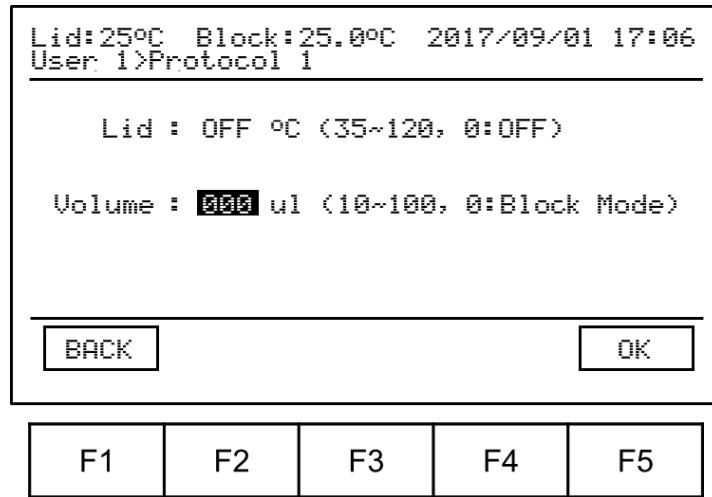 Lid:25ºC Block:25.0ºC 2017/09/01 17:06
User 1>Protocol 1
Lid : OFF ºC (35~120, 0:OFF)
Volume : 000 ul (10~100, 0:Block Mode)
BACK OK
F1 F2 F3 F4 F5